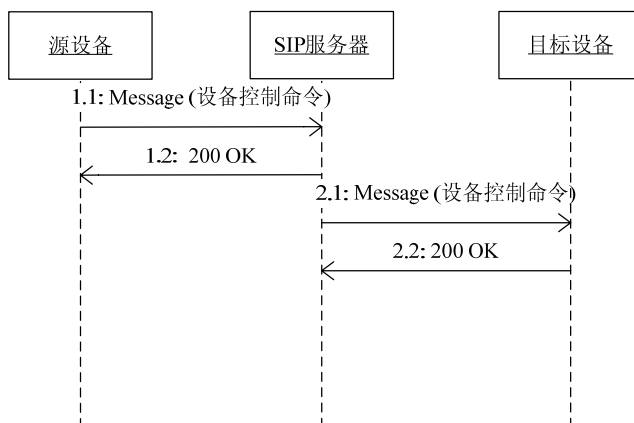 源设备
SIP服务器
目标设备
1.1: Message (设备控制命令)
1.2: 200 OK
2.1: Message (设备控制命令)
2.2: 200 OK